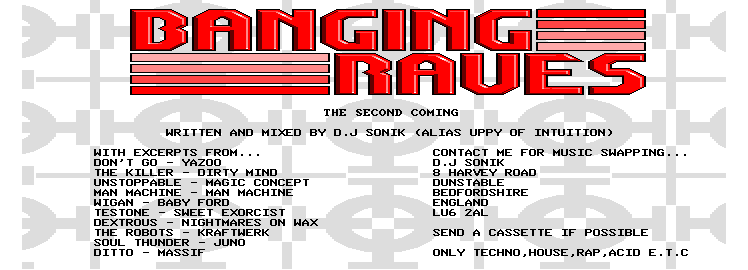 BANGING
RAVES
THE SECOND COMING
WRITTEN AND MIXED BY D.J SONIK (ALIAS UPPY OF INTUITION)
WITH EXCERPTS FROM...
DON'T GO - YAZOO
THE KILLER - DIRTY MIND
UNSTOPPABLE - MAGIC CONCEPT
MAN MACHINE - MAN MACHINE
WIGAN - BABY FORD
TESTONE - SWEET EXORCIST
DEXTROUS - NIGHTMARES ON WAX
THE ROBOTS - KRAFTWERK
SOUL THUNDER - JUNO
DITTO - MASSIF
CONTACT ME FOR MUSIC SWAPPING...
D.J SONIK
8 HARVEY ROAD
DUNSTABLE
BEDFORDSHIRE
ENGLAND
LU6 2AL
SEND A CASSETTE IF POSSIBLE
ONLY TECHNO,HOUSE,RAP,ACID E.T.C